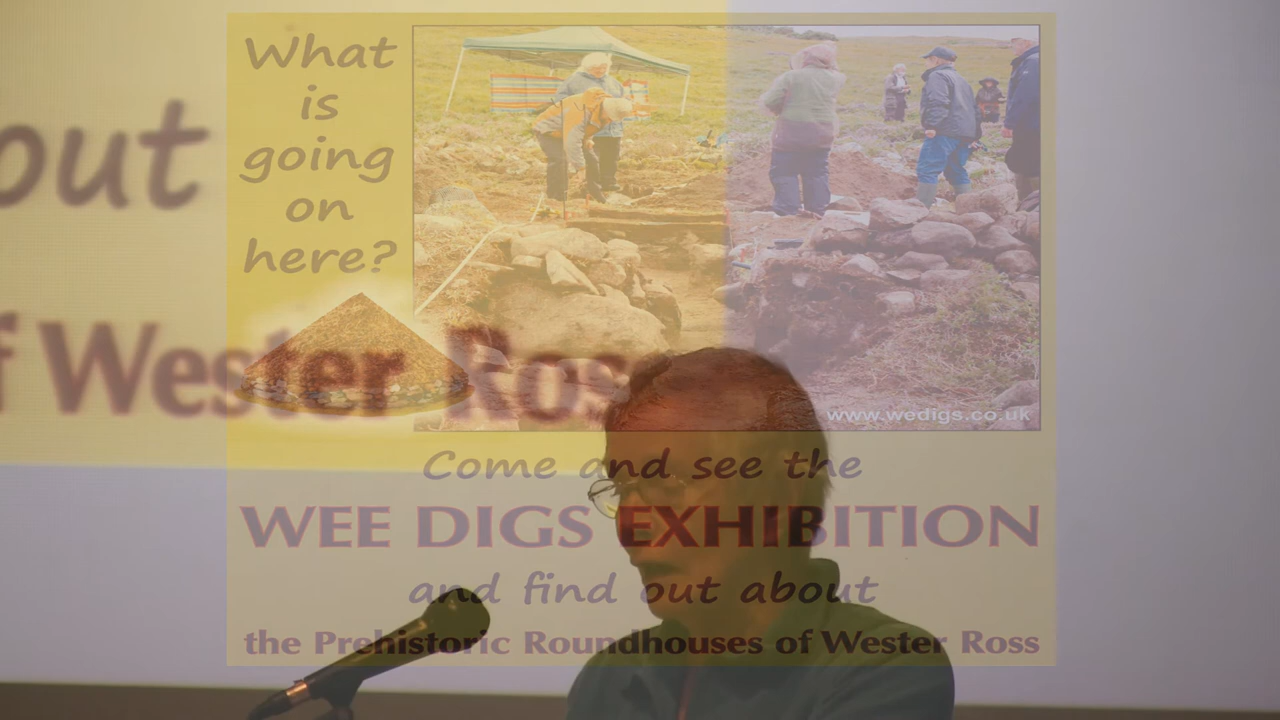 What
is
going
on
here?
www.wedigs.co.uk
Come and see the
WEE DIGS EXHIBITION
and find out about
the Prehistoric Roundhouses of Wester Ross
out
f Wester Ross